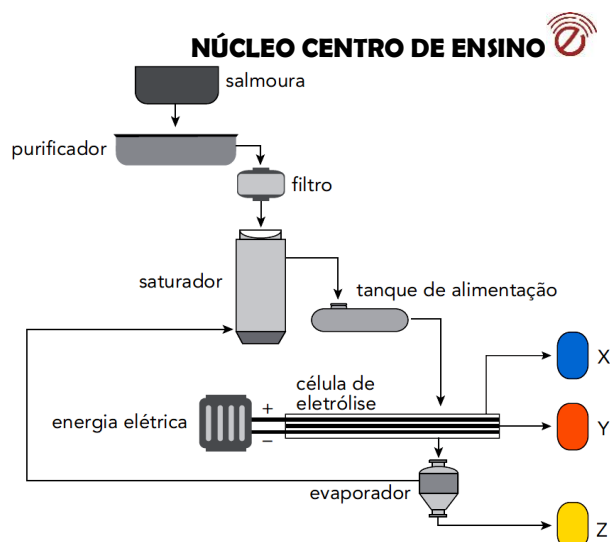 NÚCLEO CENTRO DE ENSINO
salmoura
purificador
filtro
saturador
tanque de alimentação
X
célula de
eletrólise
energia elétrica
+
−
Y
evaporador
Z